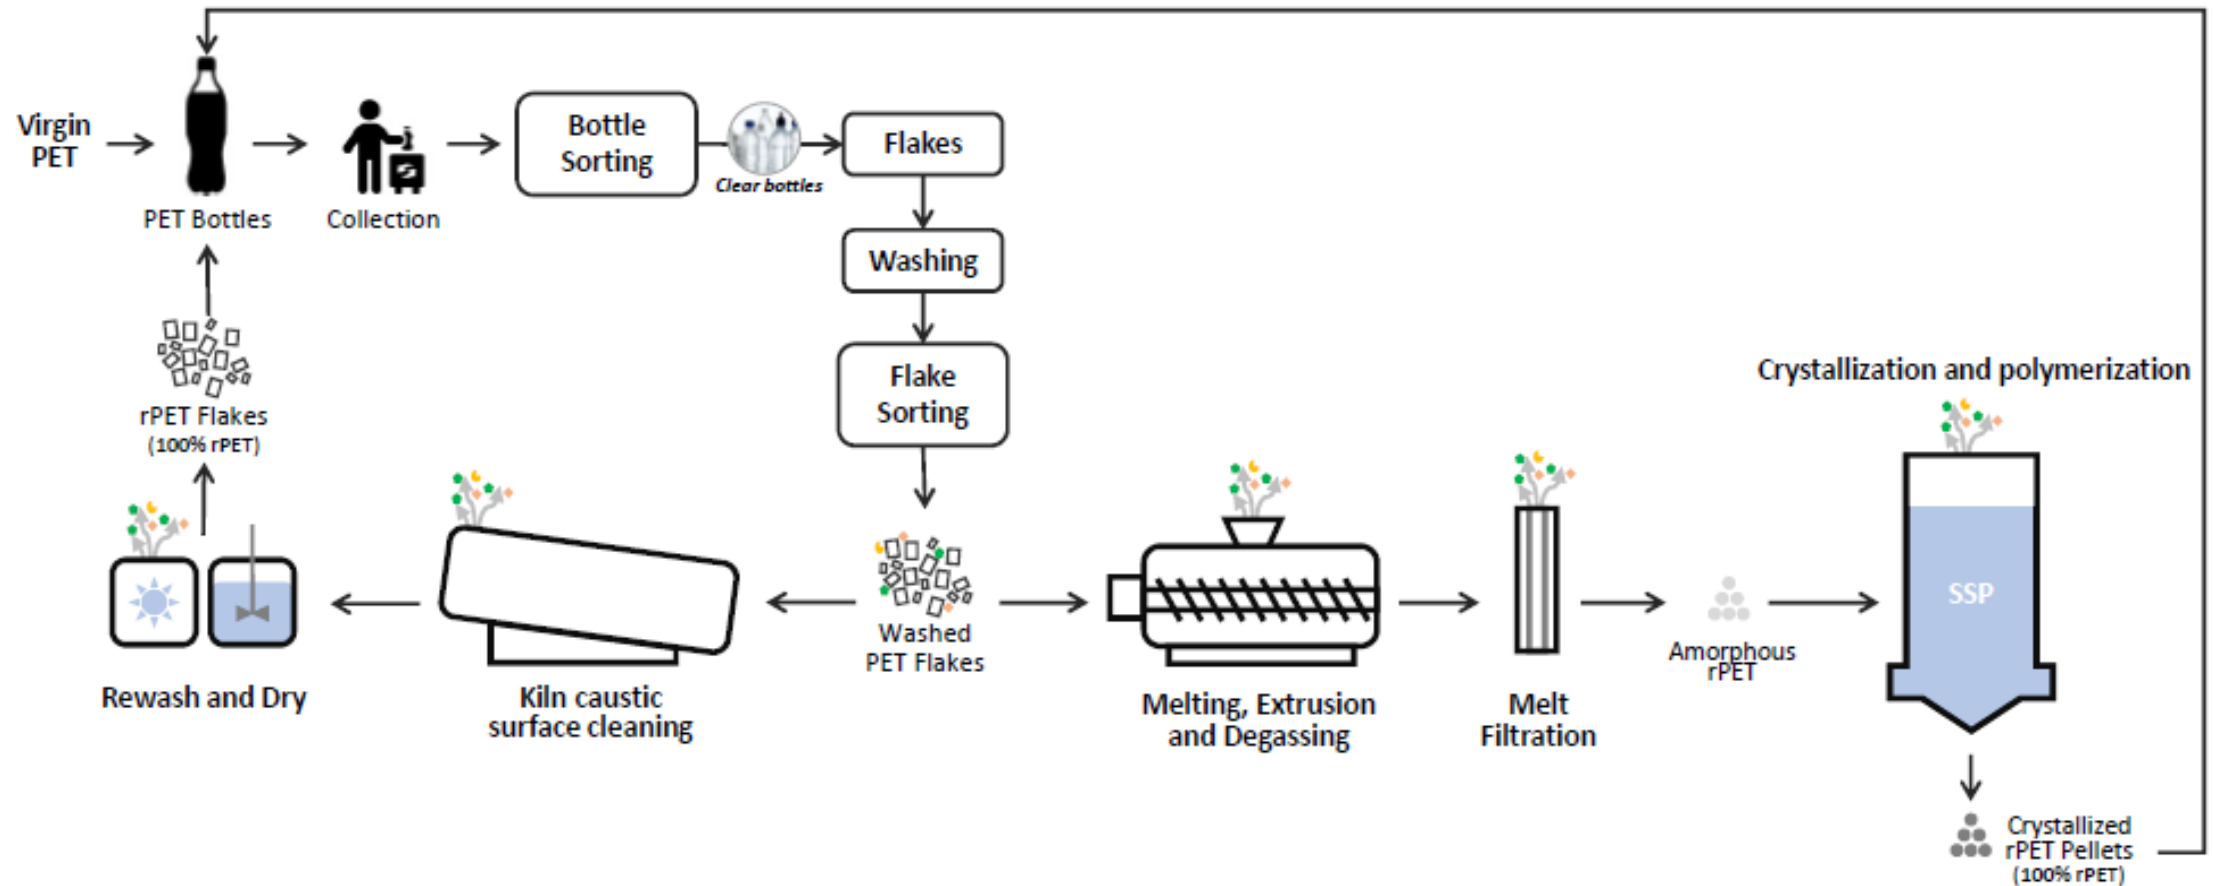 Virgin
PET
PET Bottles
Collection
Bottle
Sorting
Clear bottles
Flakes
Washing
Flake
Sorting
Washed
PET Flakes
Kiln caustic
surface cleaning
Rewash and Dry
rPET Flakes
(100% rPET)
Melting, Extrusion
and Degassing
Melt
Filtration
Amorphous
rPET
Crystallization and polymerization
SSP
Crystallized
rPET Pellets
(100% rPET)